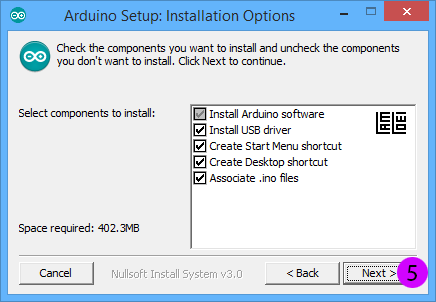 Arduino Setup: Installation Options
Check the components you want to install and uncheck the components
you don't want to install. Click Next to continue.
Select components to install:
Install Arduino software
Install USB driver
Create Start Menu shortcut
Create Desktop shortcut
Associate .ino files
Space required: 402.3MB
Cancel
Nullsoft Install System v3.0
< Back
Next >
5